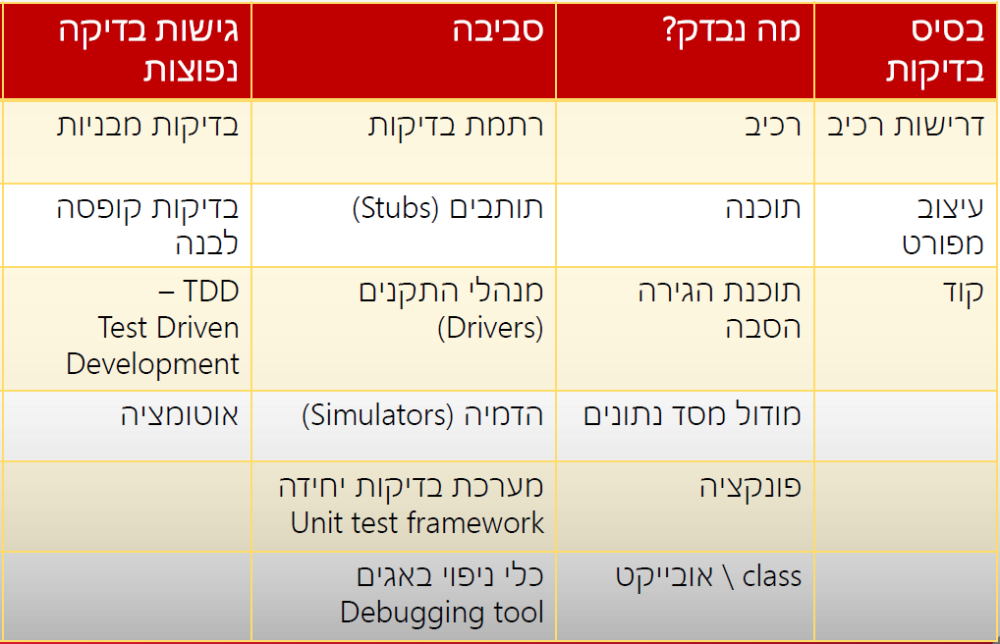 בסיס
בדיקות
מה נבדק?
סביבה
גישות בדיקה
נפוצות
דרישות רכיב
רכיב
רתמת בדיקות
בדיקות מבניות
עיצוב
מפורט
תוכנה
תותבים (Stubs)
בדיקות קופסה
לבנה
קוד
תוכנת הגירה
הסבה
מנהלי התקנים
(Drivers)
TDD –
Test Driven
Development
מודול מסד נתונים
הדמיה (Simulators)
אוטומציה
פונקציה
מערכת בדיקות יחידה
Unit test framework
class \ אובייקט
כלי ניפוי באגים
Debugging tool